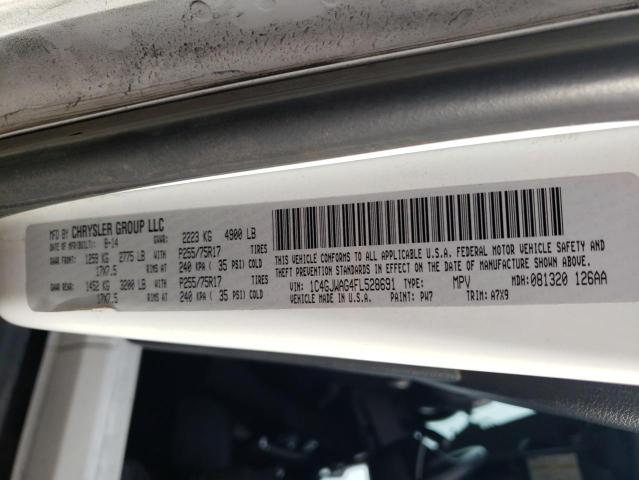 MFD BY CHRYSLER GROUP LLC
DATE OF MFR(BUILT): 8-14 GVWR: 2223 KG 4900 LB
GAWR FRONT: 1259 KG 2775 LB WITH P255/75R17 TIRES
17X7.5 RIMS AT 240 KPA ( 35 PSI) COLD
GAWR REAR: 1452 KG 3200 LB WITH P255/75R17 TIRES
17X7.5 RIMS AT 240 KPA ( 35 PSI) COLD
THIS VEHICLE CONFORMS TO ALL APPLICABLE U.S.A. FEDERAL MOTOR VEHICLE SAFETY AND
THEFT PREVENTION STANDARDS IN EFFECT ON THE DATE OF MANUFACTURE SHOWN ABOVE.
VIN: 1C4GJWAG4FL528691 TYPE: MPV MDH: 081320 126AA
VEHICLE MADE IN U.S.A. PAINT: PW7 TRIM: A7X9